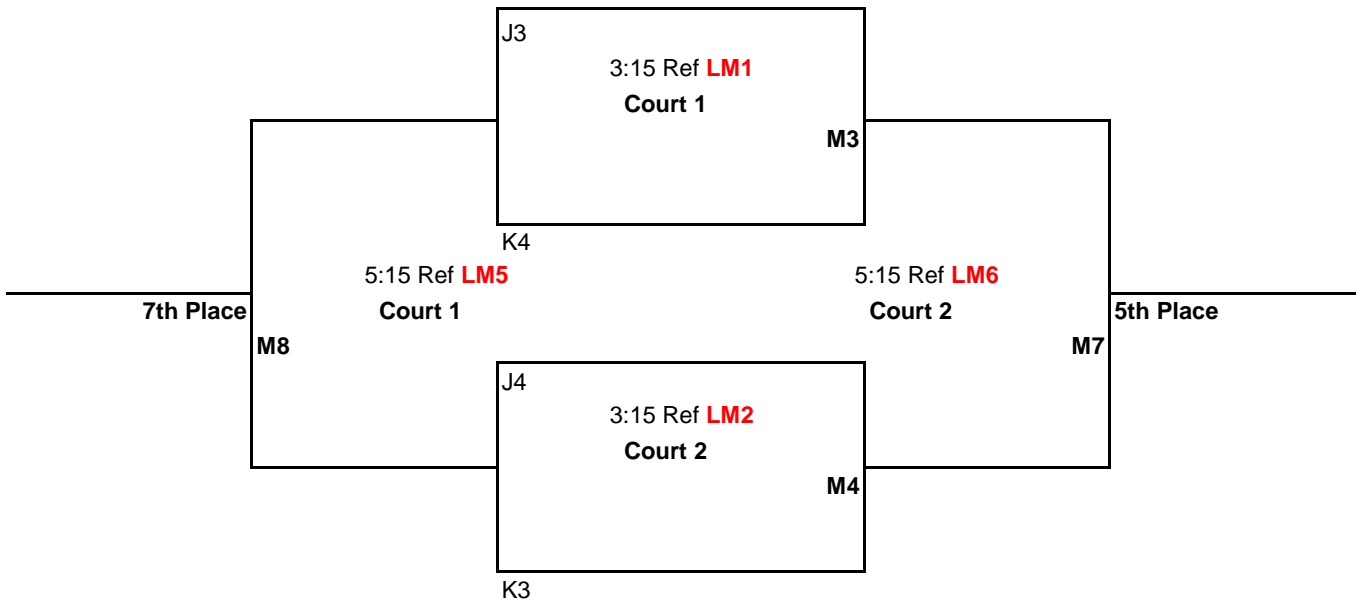 J3
3:15 Ref LM1
Court 1
M3
K4
5:15 Ref LM5
Court 1
5:15 Ref LM6
Court 2
7th Place
5th Place
M8
M7
J4
3:15 Ref LM2
Court 2
M4
K3